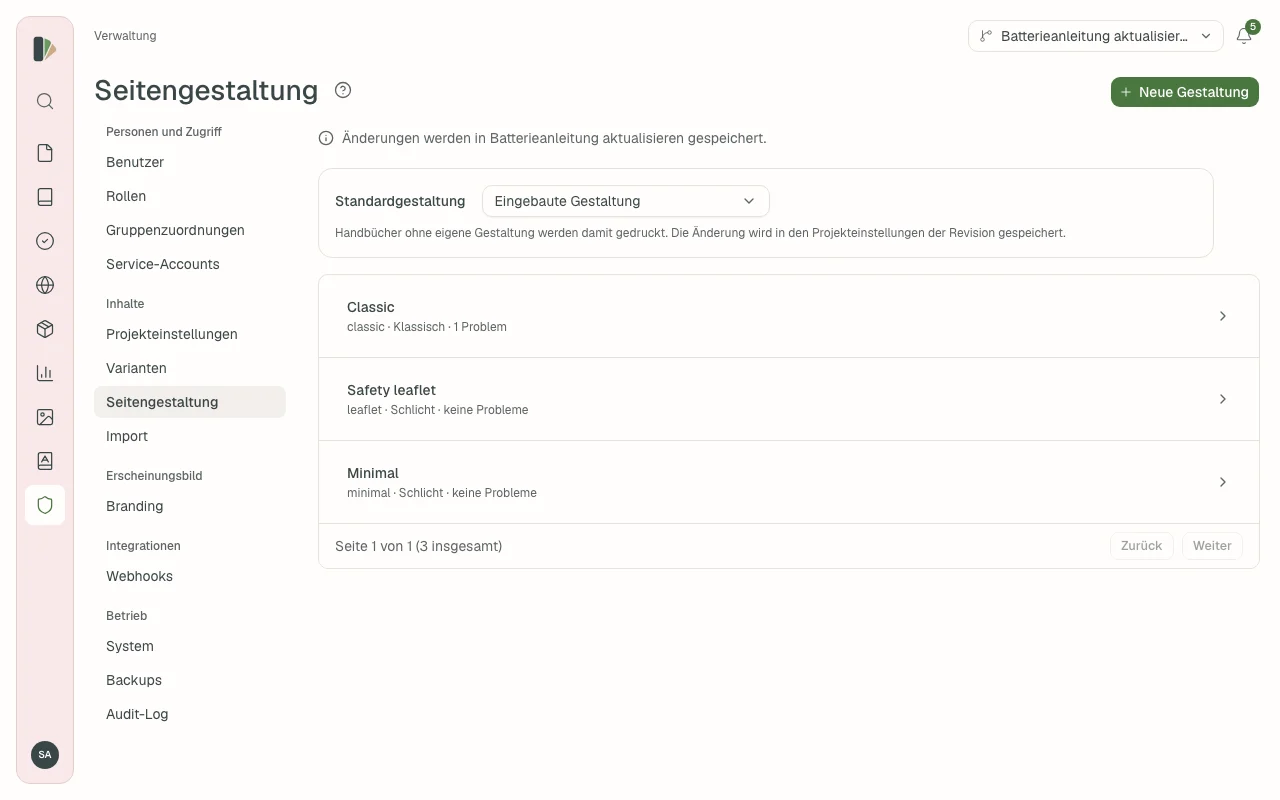 Verwaltung
Batterieanleitung aktualisier...
5
Seitengestaltung
+ Neue Gestaltung
Personen und Zugriff
Benutzer
Rollen
Gruppenzuordnungen
Service-Accounts
Inhalte
Projekteinstellungen
Varianten
Seitengestaltung
Import
Erscheinungsbild
Branding
Integrationen
Webhooks
Betrieb
System
Backups
Audit-Log
SA
Änderungen werden in Batterieanleitung aktualisieren gespeichert.
Standardgestaltung Eingebaute Gestaltung
Handbücher ohne eigene Gestaltung werden damit gedruckt. Die Änderung wird in den Projekteinstellungen der Revision gespeichert.
Classic
classic · Klassisch · 1 Problem
Safety leaflet
leaflet · Schlicht · keine Probleme
Minimal
minimal · Schlicht · keine Probleme
Seite 1 von 1 (3 insgesamt)
Zurück Weiter